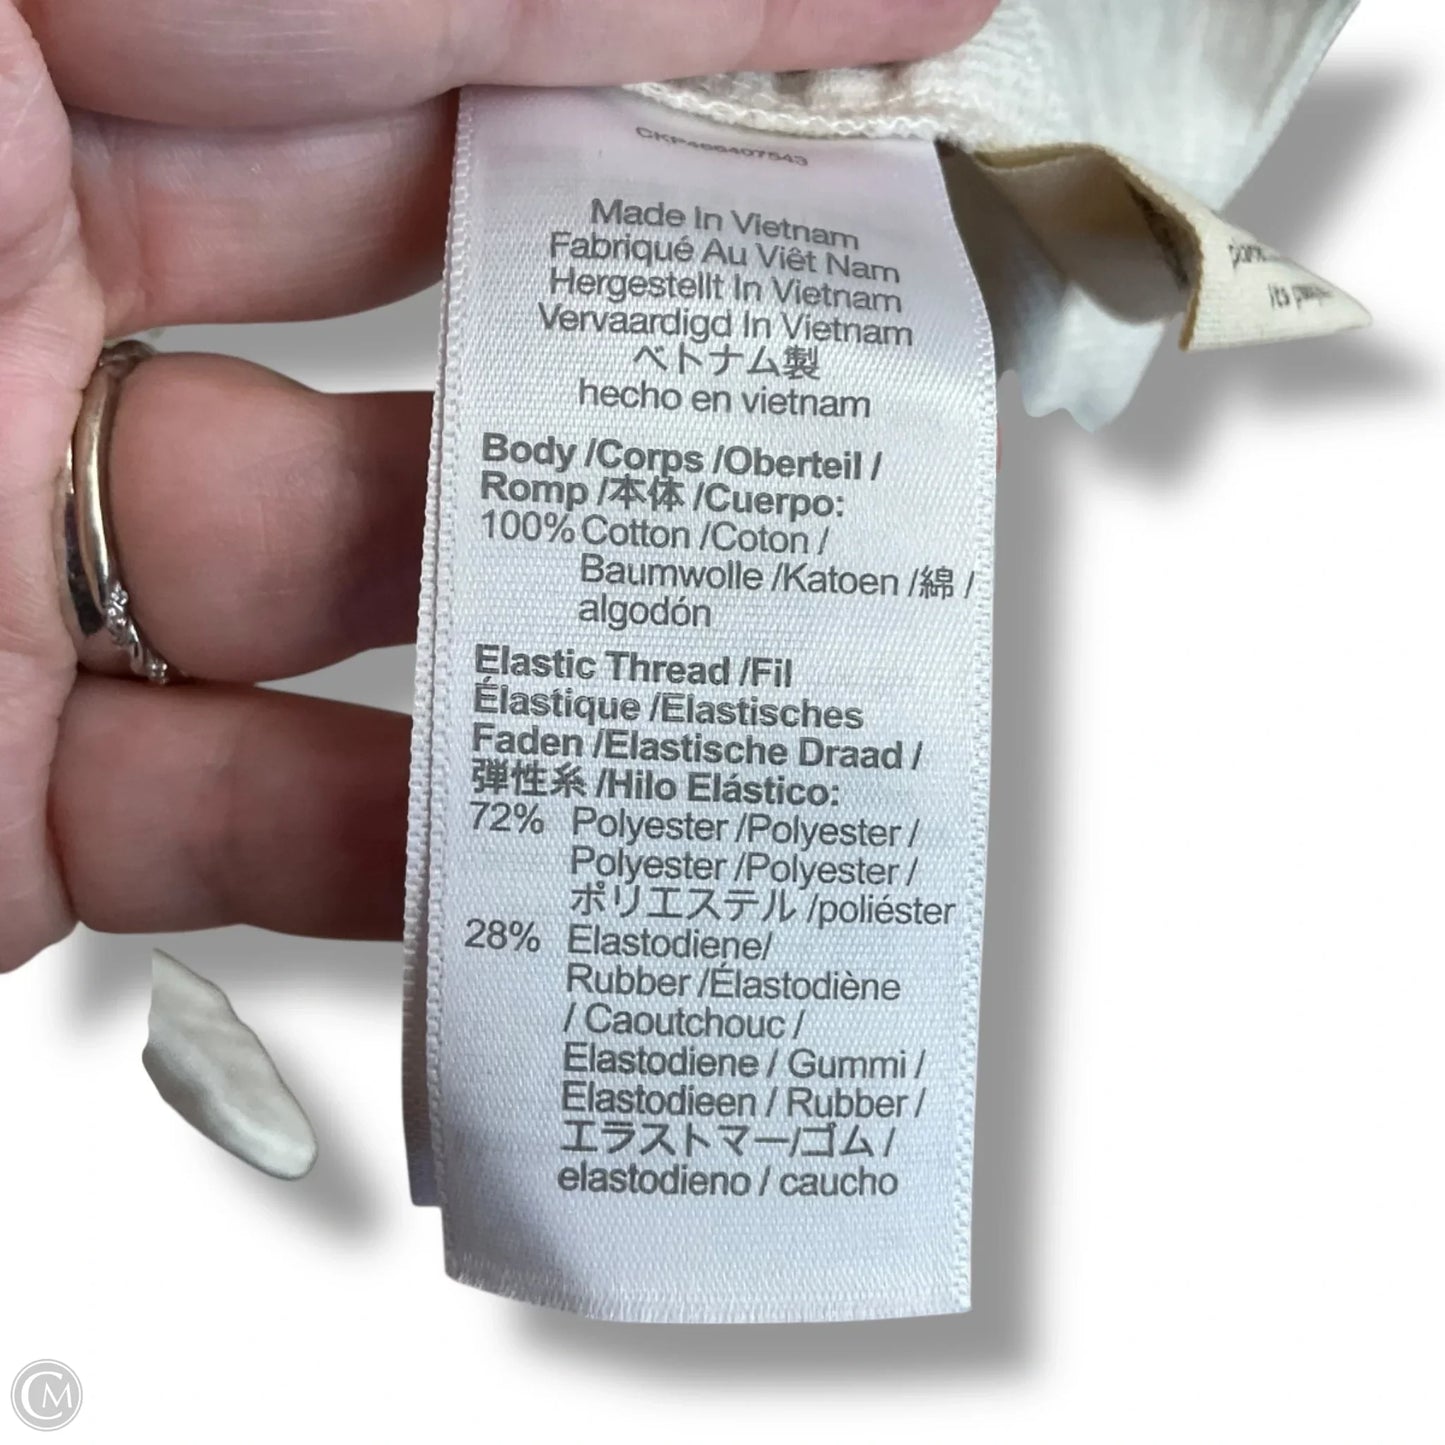 CKP466407543
Made In Vietnam
Fabriqué Au Viêt Nam
Hergestellt In Vietnam
Vervaardigd In Vietnam
ベトナム製
hecho en vietnam
Body /Corps /Oberteil /
Romp /本体 /Cuerpo:
100% Cotton /Coton /
Baumwolle /Katoen /綿 /
algodón
Elastic Thread /Fil
Élastique /Elastisches
Faden /Elastische Draad /
弾性糸 /Hilo Elástico:
72% Polyester /Polyester /
Polyester /Polyester /
ポリエステル /poliéster
28% Elastodiene/
Rubber /Élastodiène
/ Caoutchouc /
Elastodiene / Gummi /
Elastodieen / Rubber /
エラストマー/ゴム /
elastodieno / caucho
CM